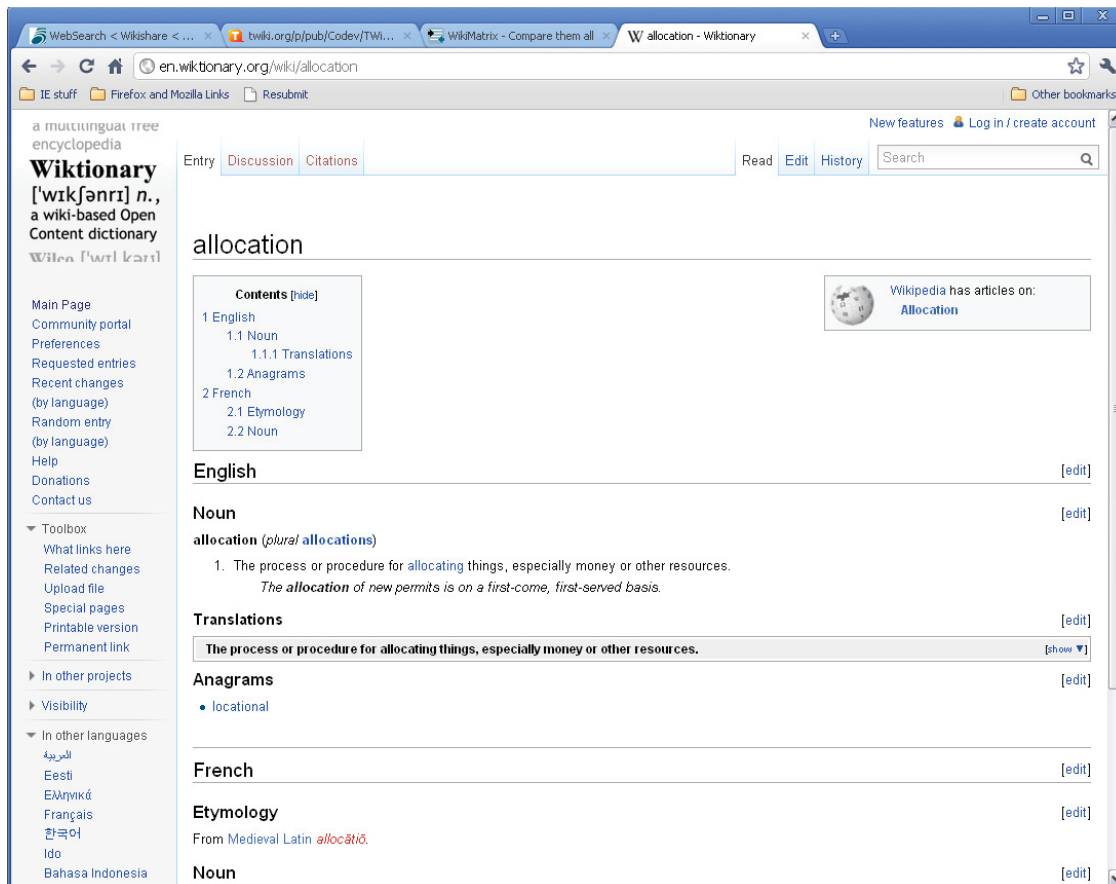 WebSearch < Wikishare < ...
twiki.org/p/pub/Codev/TWi...
WikiMatrix - Compare them all
W allocation - Wiktionary
en.wiktionary.org/wiki/allocation
IE stuff
Firefox and Mozilla Links
Resubmit
Other bookmarks
a multilingual free
encyclopedia
Wiktionary
['wɪkʃənrɪ] n.,
a wiki-based Open
Content dictionary
Wilco ['wɪl kəʊ]
New features Log in / create account
Entry Discussion Citations
Read Edit History Search
allocation
Contents [hide]
1 English
1.1 Noun
1.1.1 Translations
1.2 Anagrams
2 French
2.1 Etymology
2.2 Noun
Wikipedia has articles on:
Allocation
Main Page
Community portal
Preferences
Requested entries
Recent changes
(by language)
Random entry
(by language)
Help
Donations
Contact us
Toolbox
What links here
Related changes
Upload file
Special pages
Printable version
Permanent link
In other projects
Visibility
In other languages
العربية
Eesti
Ελληνικά
Français
한국어
Ido
Bahasa Indonesia
English [edit]
Noun [edit]
allocation (plural allocations)
1. The process or procedure for allocating things, especially money or other resources.
The allocation of new permits is on a first-come, first-served basis.
Translations [edit]
The process or procedure for allocating things, especially money or other resources. [show ▼]
Anagrams [edit]
• locational
French [edit]
Etymology [edit]
From Medieval Latin allocātiō.
Noun [edit]